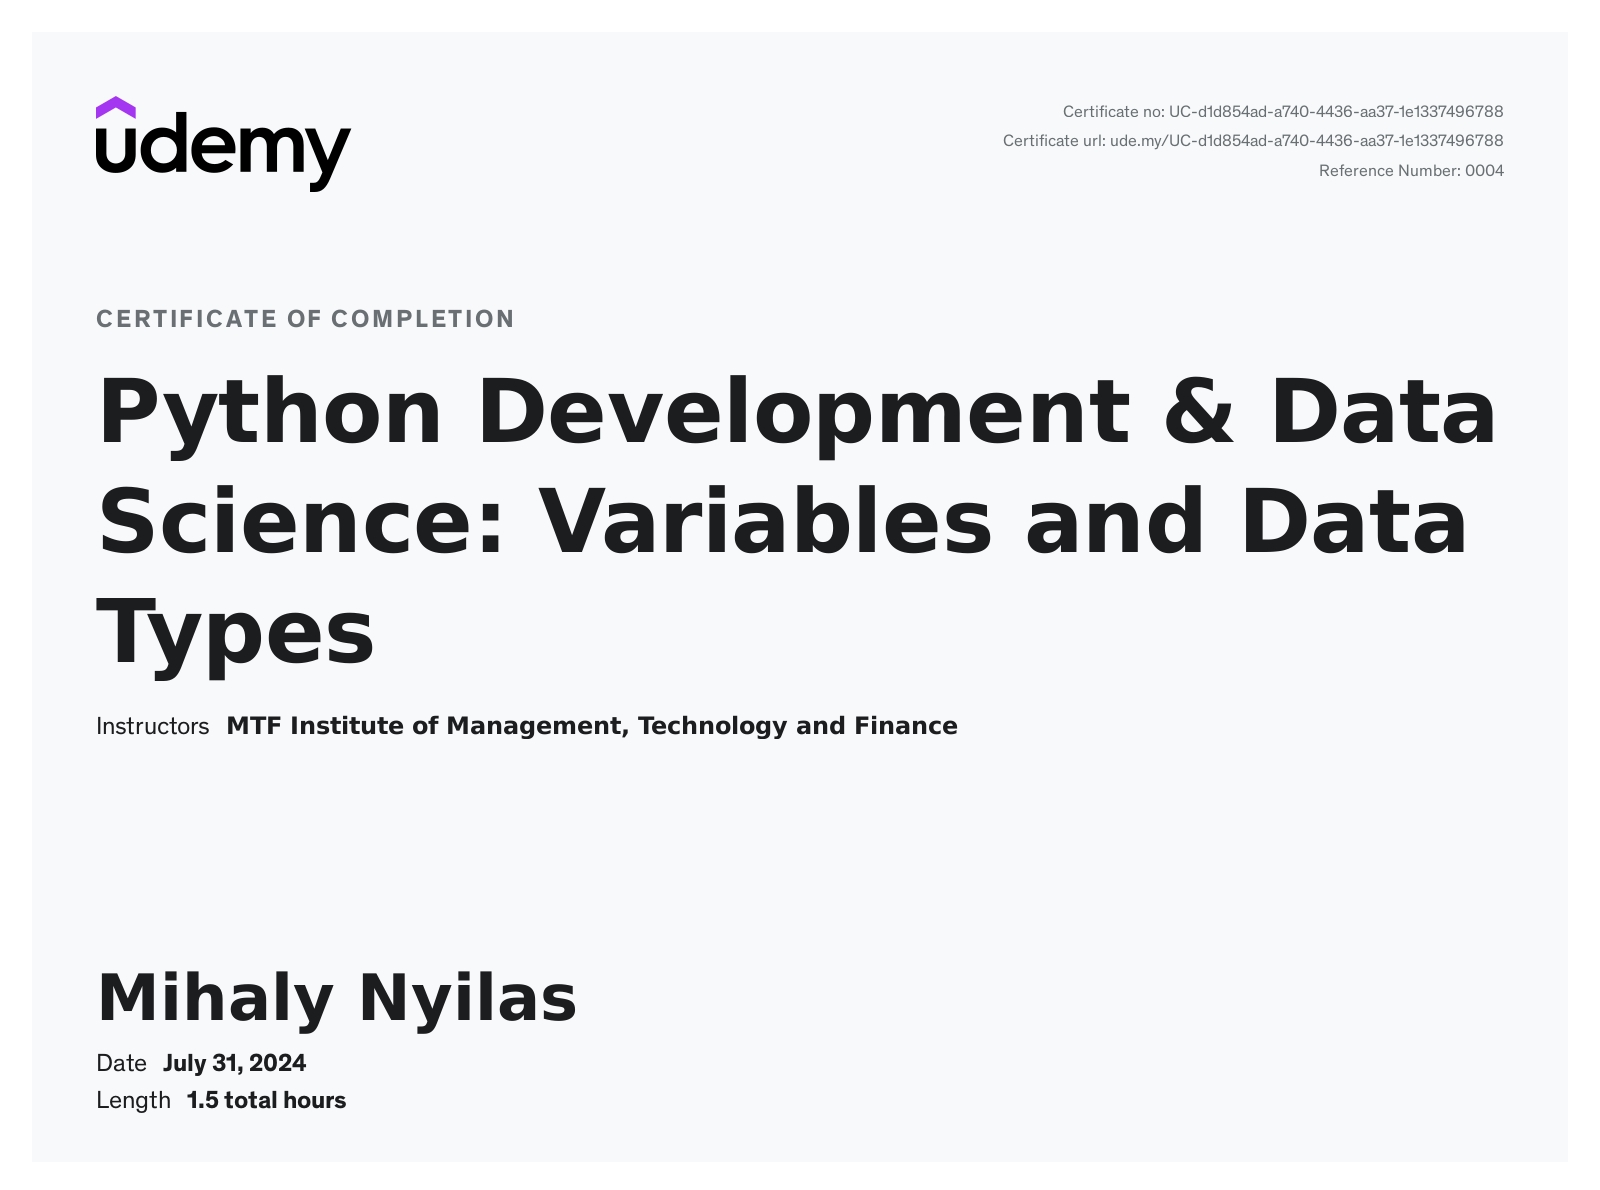 udemy
Certificate no: UC-d1d854ad-a740-4436-aa37-1e1337496788
Certificate url: ude.my/UC-d1d854ad-a740-4436-aa37-1e1337496788
Reference Number: 0004
CERTIFICATE OF COMPLETION
Python Development & Data
Science: Variables and Data
Types
Instructors MTF Institute of Management, Technology and Finance
Mihaly Nyilas
Date July 31, 2024
Length 1.5 total hours